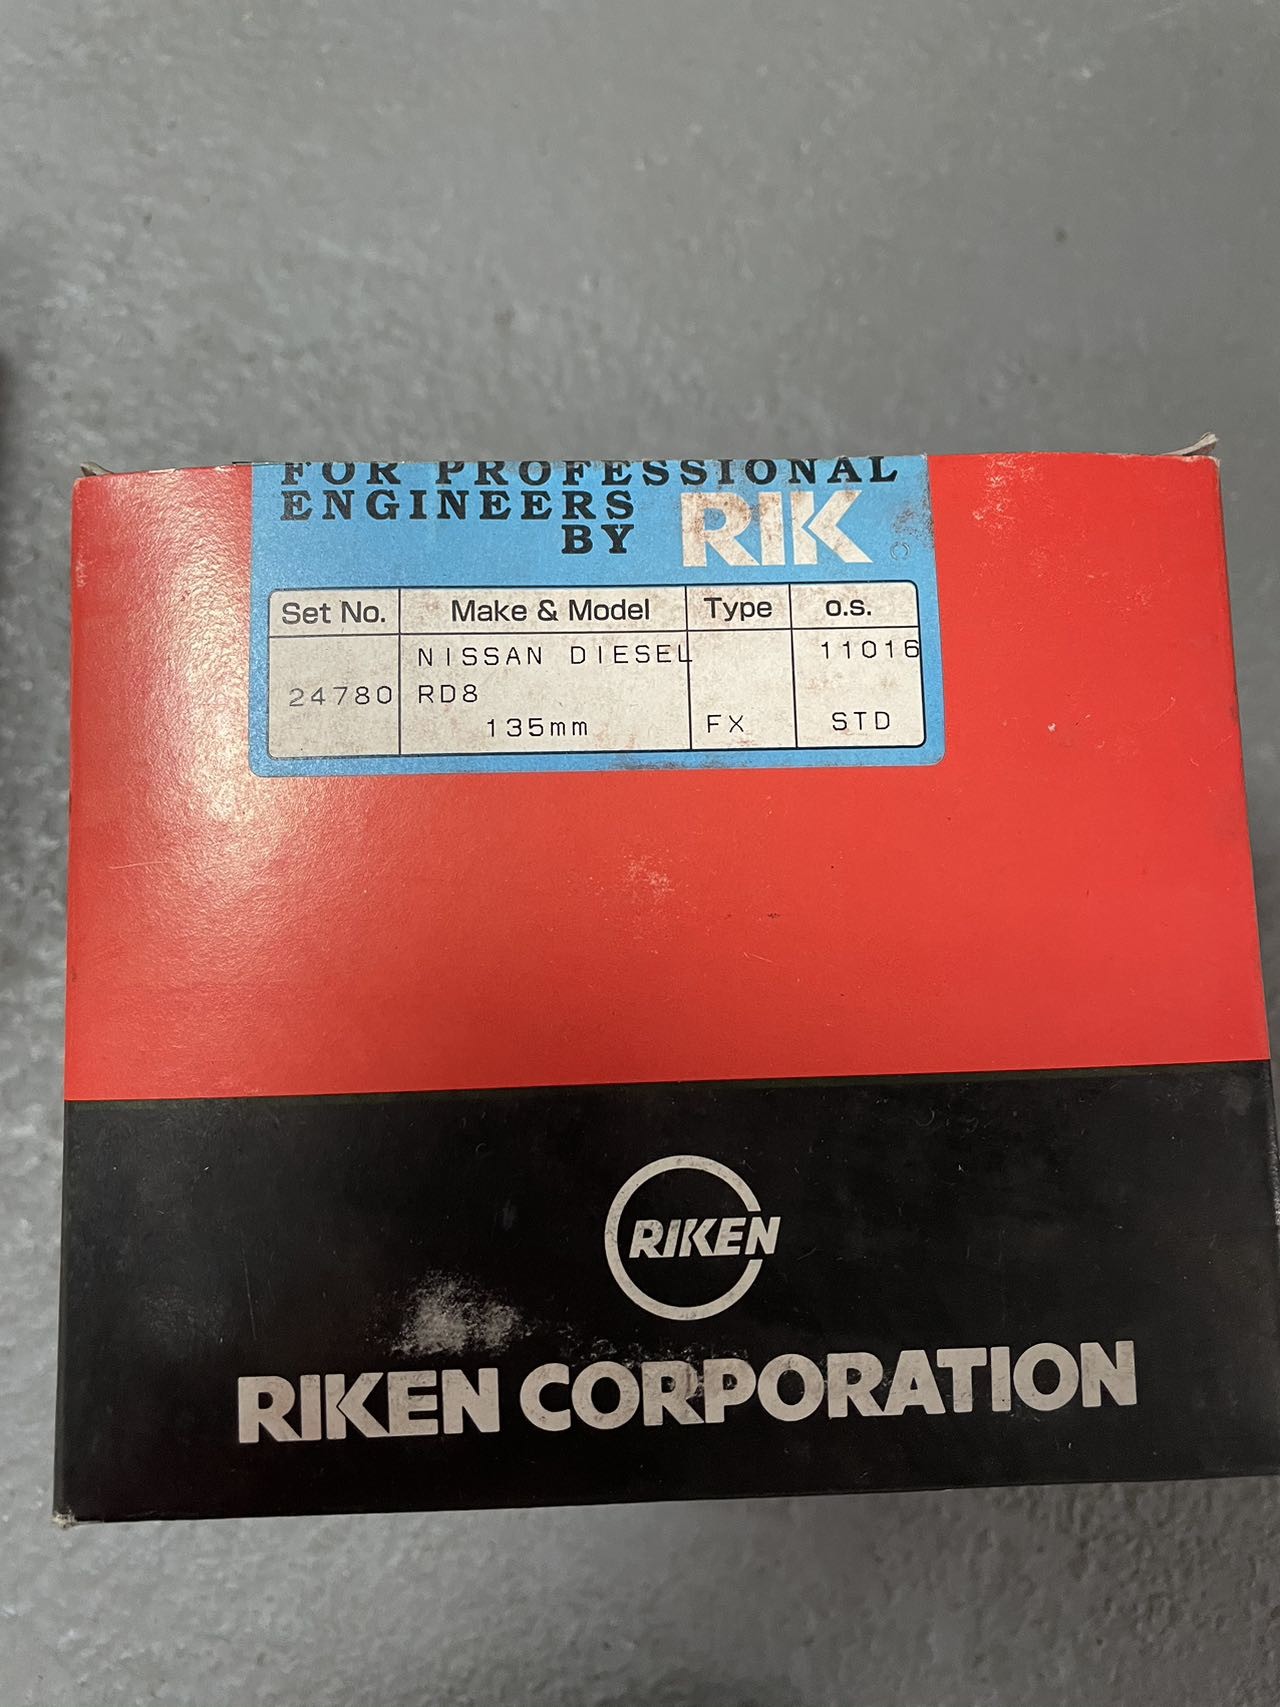 FOR PROFESSIONAL
ENGINEERS
BY RIK
Set No. Make & Model Type o.s.
NISSAN DIESEL 11016
24780 RD8
135mm FX STD
RIKEN
RIKEN CORPORATION